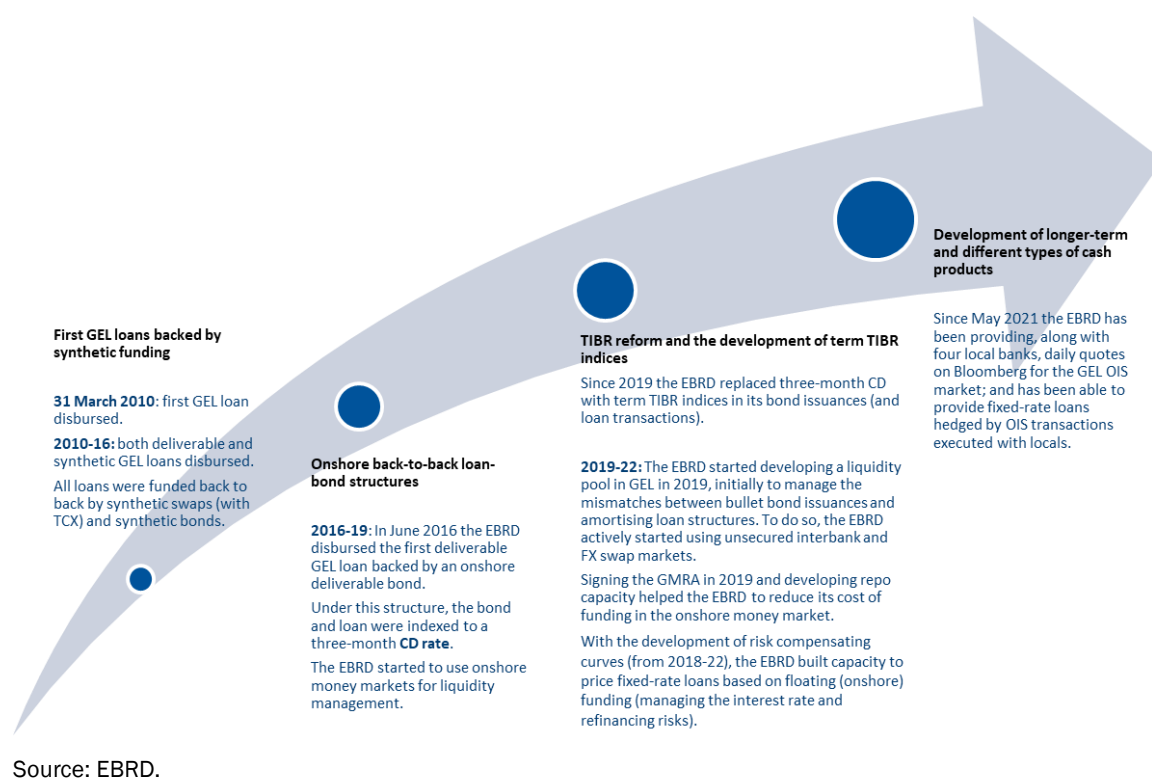 First GEL loans backed by
synthetic funding
31 March 2010: first GEL loan
disbursed.
2010-16: both deliverable and
synthetic GEL loans disbursed.
All loans were funded back to
back by synthetic swaps (with
TCX) and synthetic bonds.
Onshore back-to-back loan-
bond structures
2016-19: In June 2016 the EBRD
disbursed the first deliverable
GEL loan backed by an onshore
deliverable bond.
Under this structure, the bond
and loan were indexed to a
three-month CD rate.
The EBRD started to use onshore
money markets for liquidity
management.
TIBR reform and the development of term TIBR
indices
Since 2019 the EBRD replaced three-month CD
with term TIBR indices in its bond issuances (and
loan transactions).
2019-22: The EBRD started developing a liquidity
pool in GEL in 2019, initially to manage the
mismatches between bullet bond issuances and
amortising loan structures. To do so, the EBRD
actively started using unsecured interbank and
FX swap markets.
Signing the GMRA in 2019 and developing repo
capacity helped the EBRD to reduce its cost of
funding in the onshore money market.
With the development of risk compensating
curves (from 2018-22), the EBRD built capacity to
price fixed-rate loans based on floating (onshore)
funding (managing the interest rate and
refinancing risks).
Development of longer-term
and different types of cash
products
Since May 2021 the EBRD has
been providing, along with
four local banks, daily quotes
on Bloomberg for the GEL OIS
market; and has been able to
provide fixed-rate loans
hedged by OIS transactions
executed with locals.
Source: EBRD.